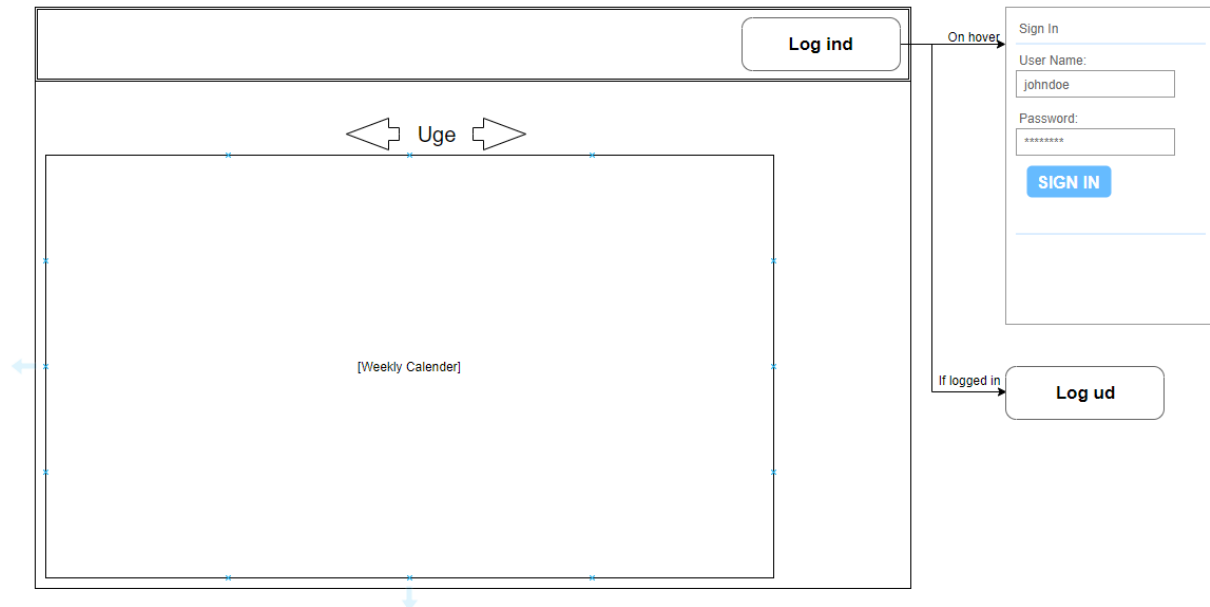 Log ind
On hover
Sign In
User Name:
johndoe
Password:
********
SIGN IN
Uge
[Weekly Calender]
If logged in
Log ud